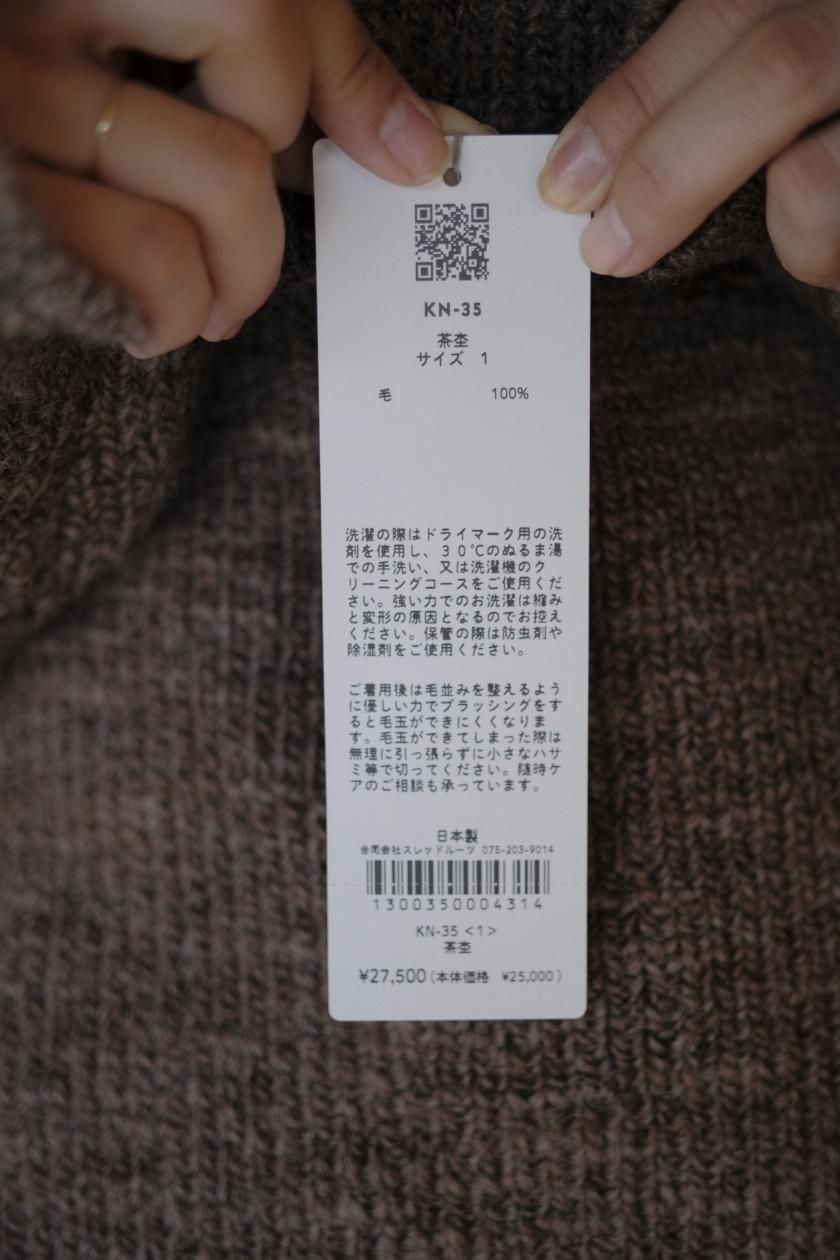 KN-35
茶杢
サイズ 1
毛 100%
洗濯の際はドライマーク用の洗
剤を使用し、30℃のぬるま湯
での手洗い、又は洗濯機のク
リーニングコースをご使用くだ
さい。強い力でのお洗濯は縮み
と変形の原因となるのでお控え
ください。保管の際は防虫剤や
除湿剤をご使用ください。
ご着用後は毛並みを整えるよう
に優しい力でブラッシングをす
ると毛玉ができにくくなりま
す。毛玉ができてしまった際は
無理に引っ張らずに小さなハサ
ミ等で切ってください。随時ケ
アのご相談も承っています。
日本製
合同会社スレッドルーツ 075-203-9014
1300350004314
KN-35 <1>
茶杢
¥27,500(本体価格 ¥25,000)